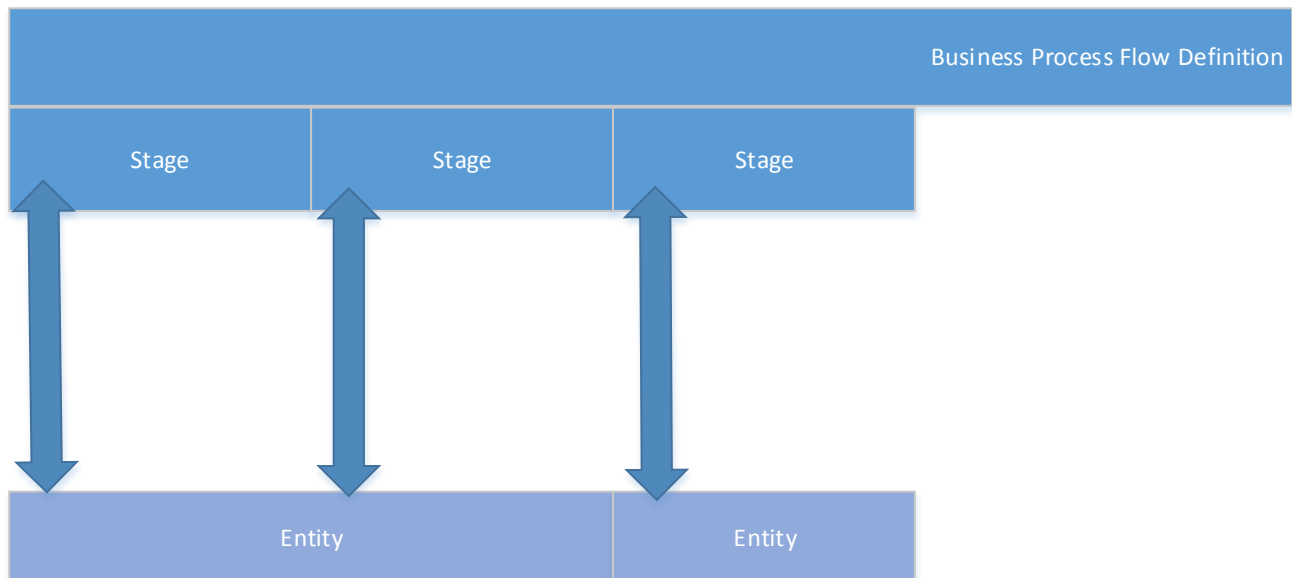 Business Process Flow Definition
Stage
Stage
Stage
Entity
Entity